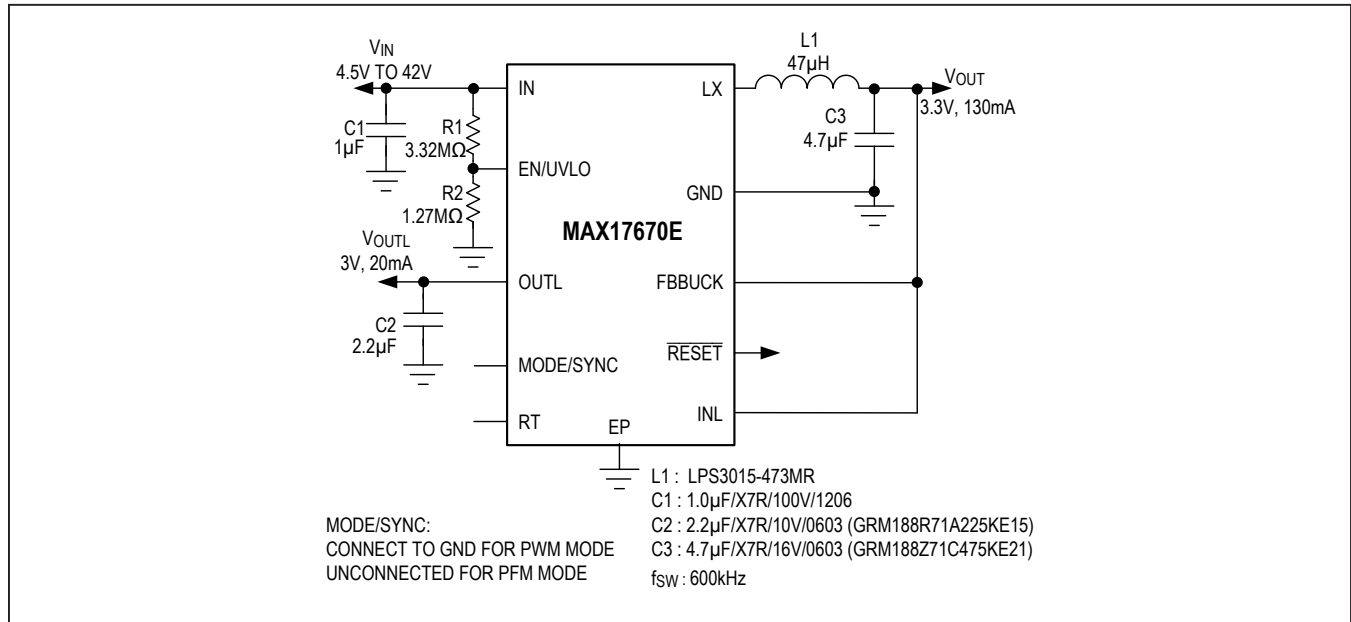 VIN
4.5V TO 42V
C1
1µF
R1
3.32MΩ
R2
1.27MΩ
VOUTL
3V, 20mA
C2
2.2µF
IN
EN/UVLO
OUTL
MODE/SYNC
RT
MAX17670E
EP
LX
GND
FBBUCK
RESET
INL
L1
47µH
C3
4.7µF
VOUT
3.3V, 130mA
MODE/SYNC:
CONNECT TO GND FOR PWM MODE
UNCONNECTED FOR PFM MODE
L1 : LPS3015-473MR
C1 : 1.0µF/X7R/100V/1206
C2 : 2.2µF/X7R/10V/0603 (GRM188R71A225KE15)
C3 : 4.7µF/X7R/16V/0603 (GRM188Z71C475KE21)
fSW : 600kHz